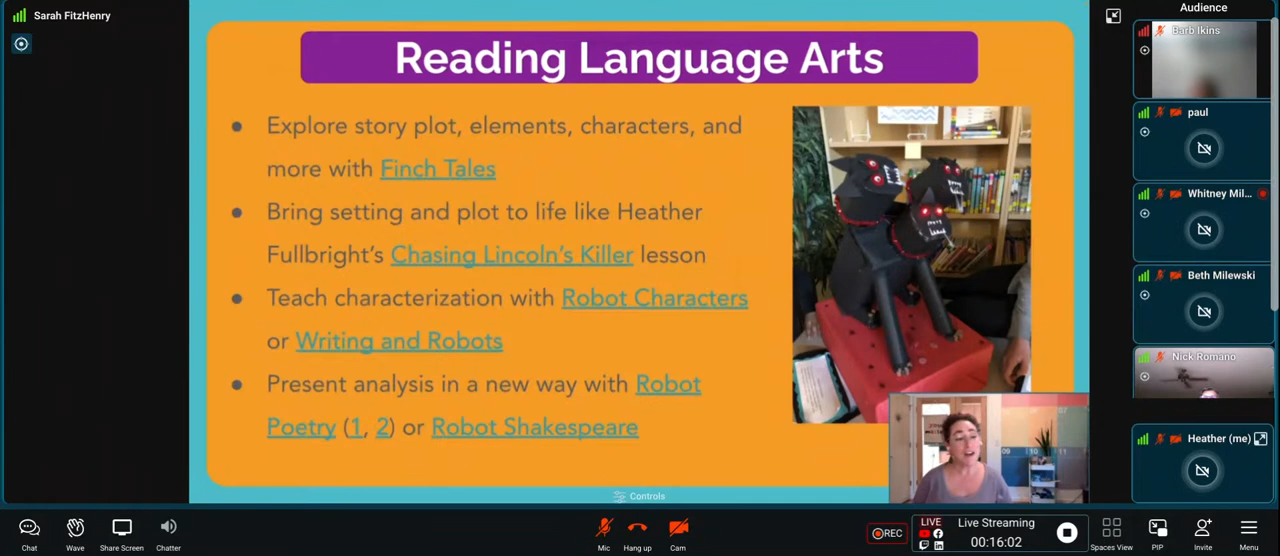 Sarah FitzHenry
Reading Language Arts
• Explore story plot, elements, characters, and
more with Finch Tales
• Bring setting and plot to life like Heather
Fullbright's Chasing Lincoln's Killer lesson
• Teach characterization with Robot Characters
or Writing and Robots
• Present analysis in a new way with Robot
Poetry (1, 2) or Robot Shakespeare
Controls
Audience
Barb Ikins
paul
Whitney Mil...
Beth Milewski
Nick Romano
Heather (me)
Chat
Wave
Share Screen
Chatter
Mic
Hang up
Cam
REC
LIVE
Live Streaming
00:16:02
Spaces View
PIP
Invite
Menu